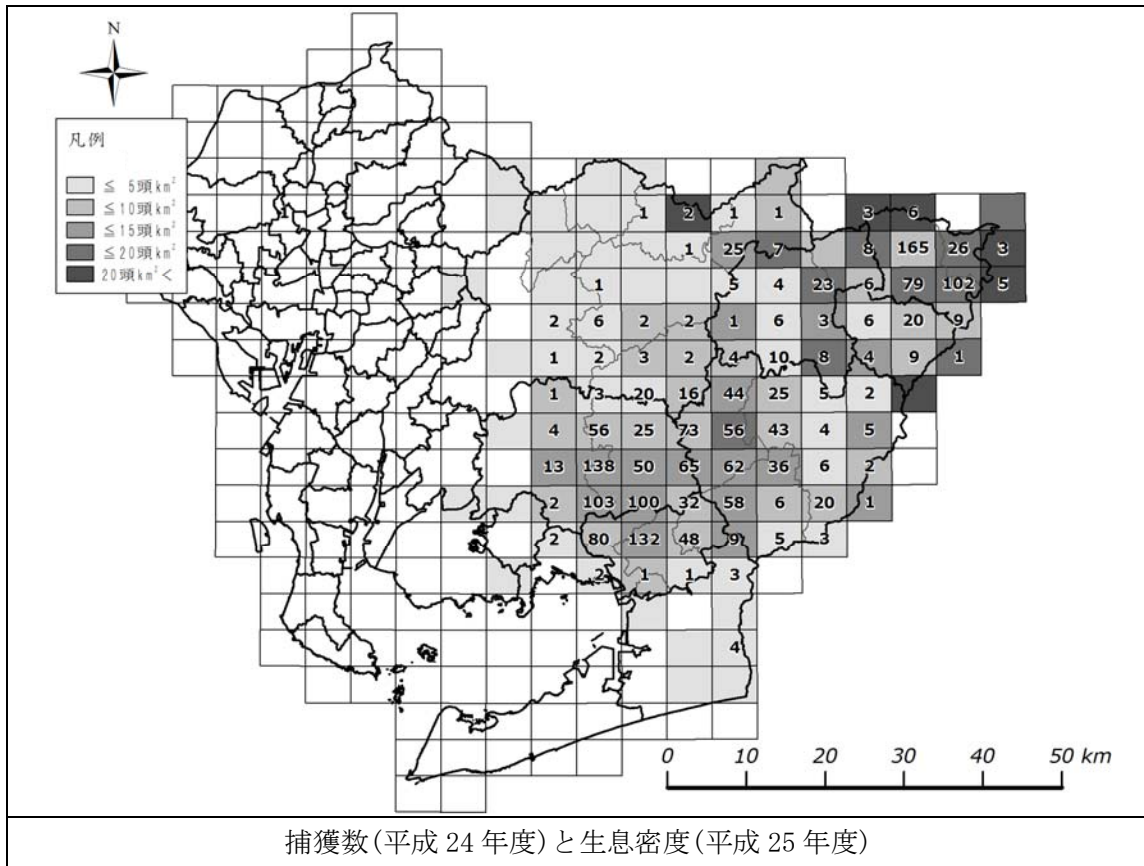 N
凡例
≦ 5頭km²
≦10頭km²
≦15頭km²
≦20頭km²
20頭km²<
1 1 2 1 1 3 6
1 25 7 8 165 26 3
1 5 4 23 6 79 102 5
2 6 2 2 1 6 3 6 20 9
1 2 3 2 4 10 8 4 9 1
1 3 20 16 44 25 5 2
4 56 25 73 56 43 4 5
13 138 50 65 62 36 6 2
2 103 100 32 58 6 20 1
2 80 132 48 9 5 3
2 1 1 3
4
0 10 20 30 40 50 km
捕獲数(平成 24 年度)と生息密度(平成 25 年度)